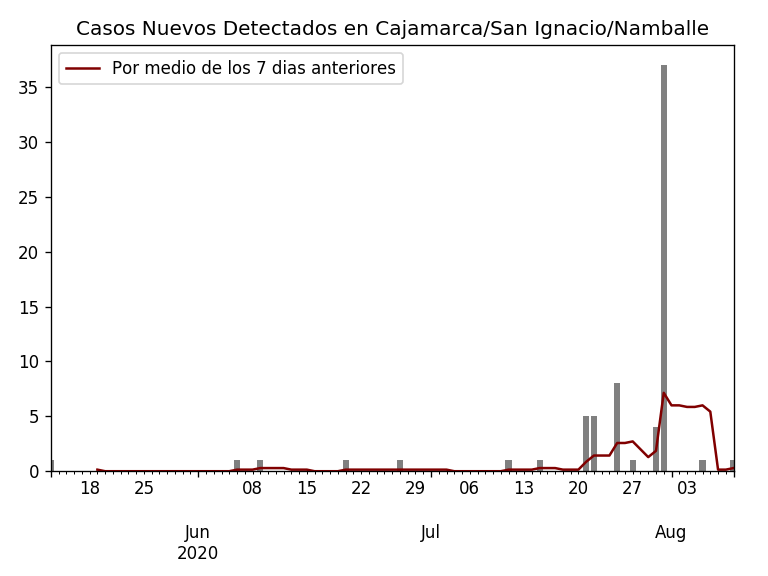 Casos Nuevos Detectados en Cajamarca/San Ignacio/Namballe
Por medio de los 7 dias anteriores
35
30
25
20
15
10
5
0
18 25 08 15 22 29 06 13 20 27 03
Jun Jul Aug
2020